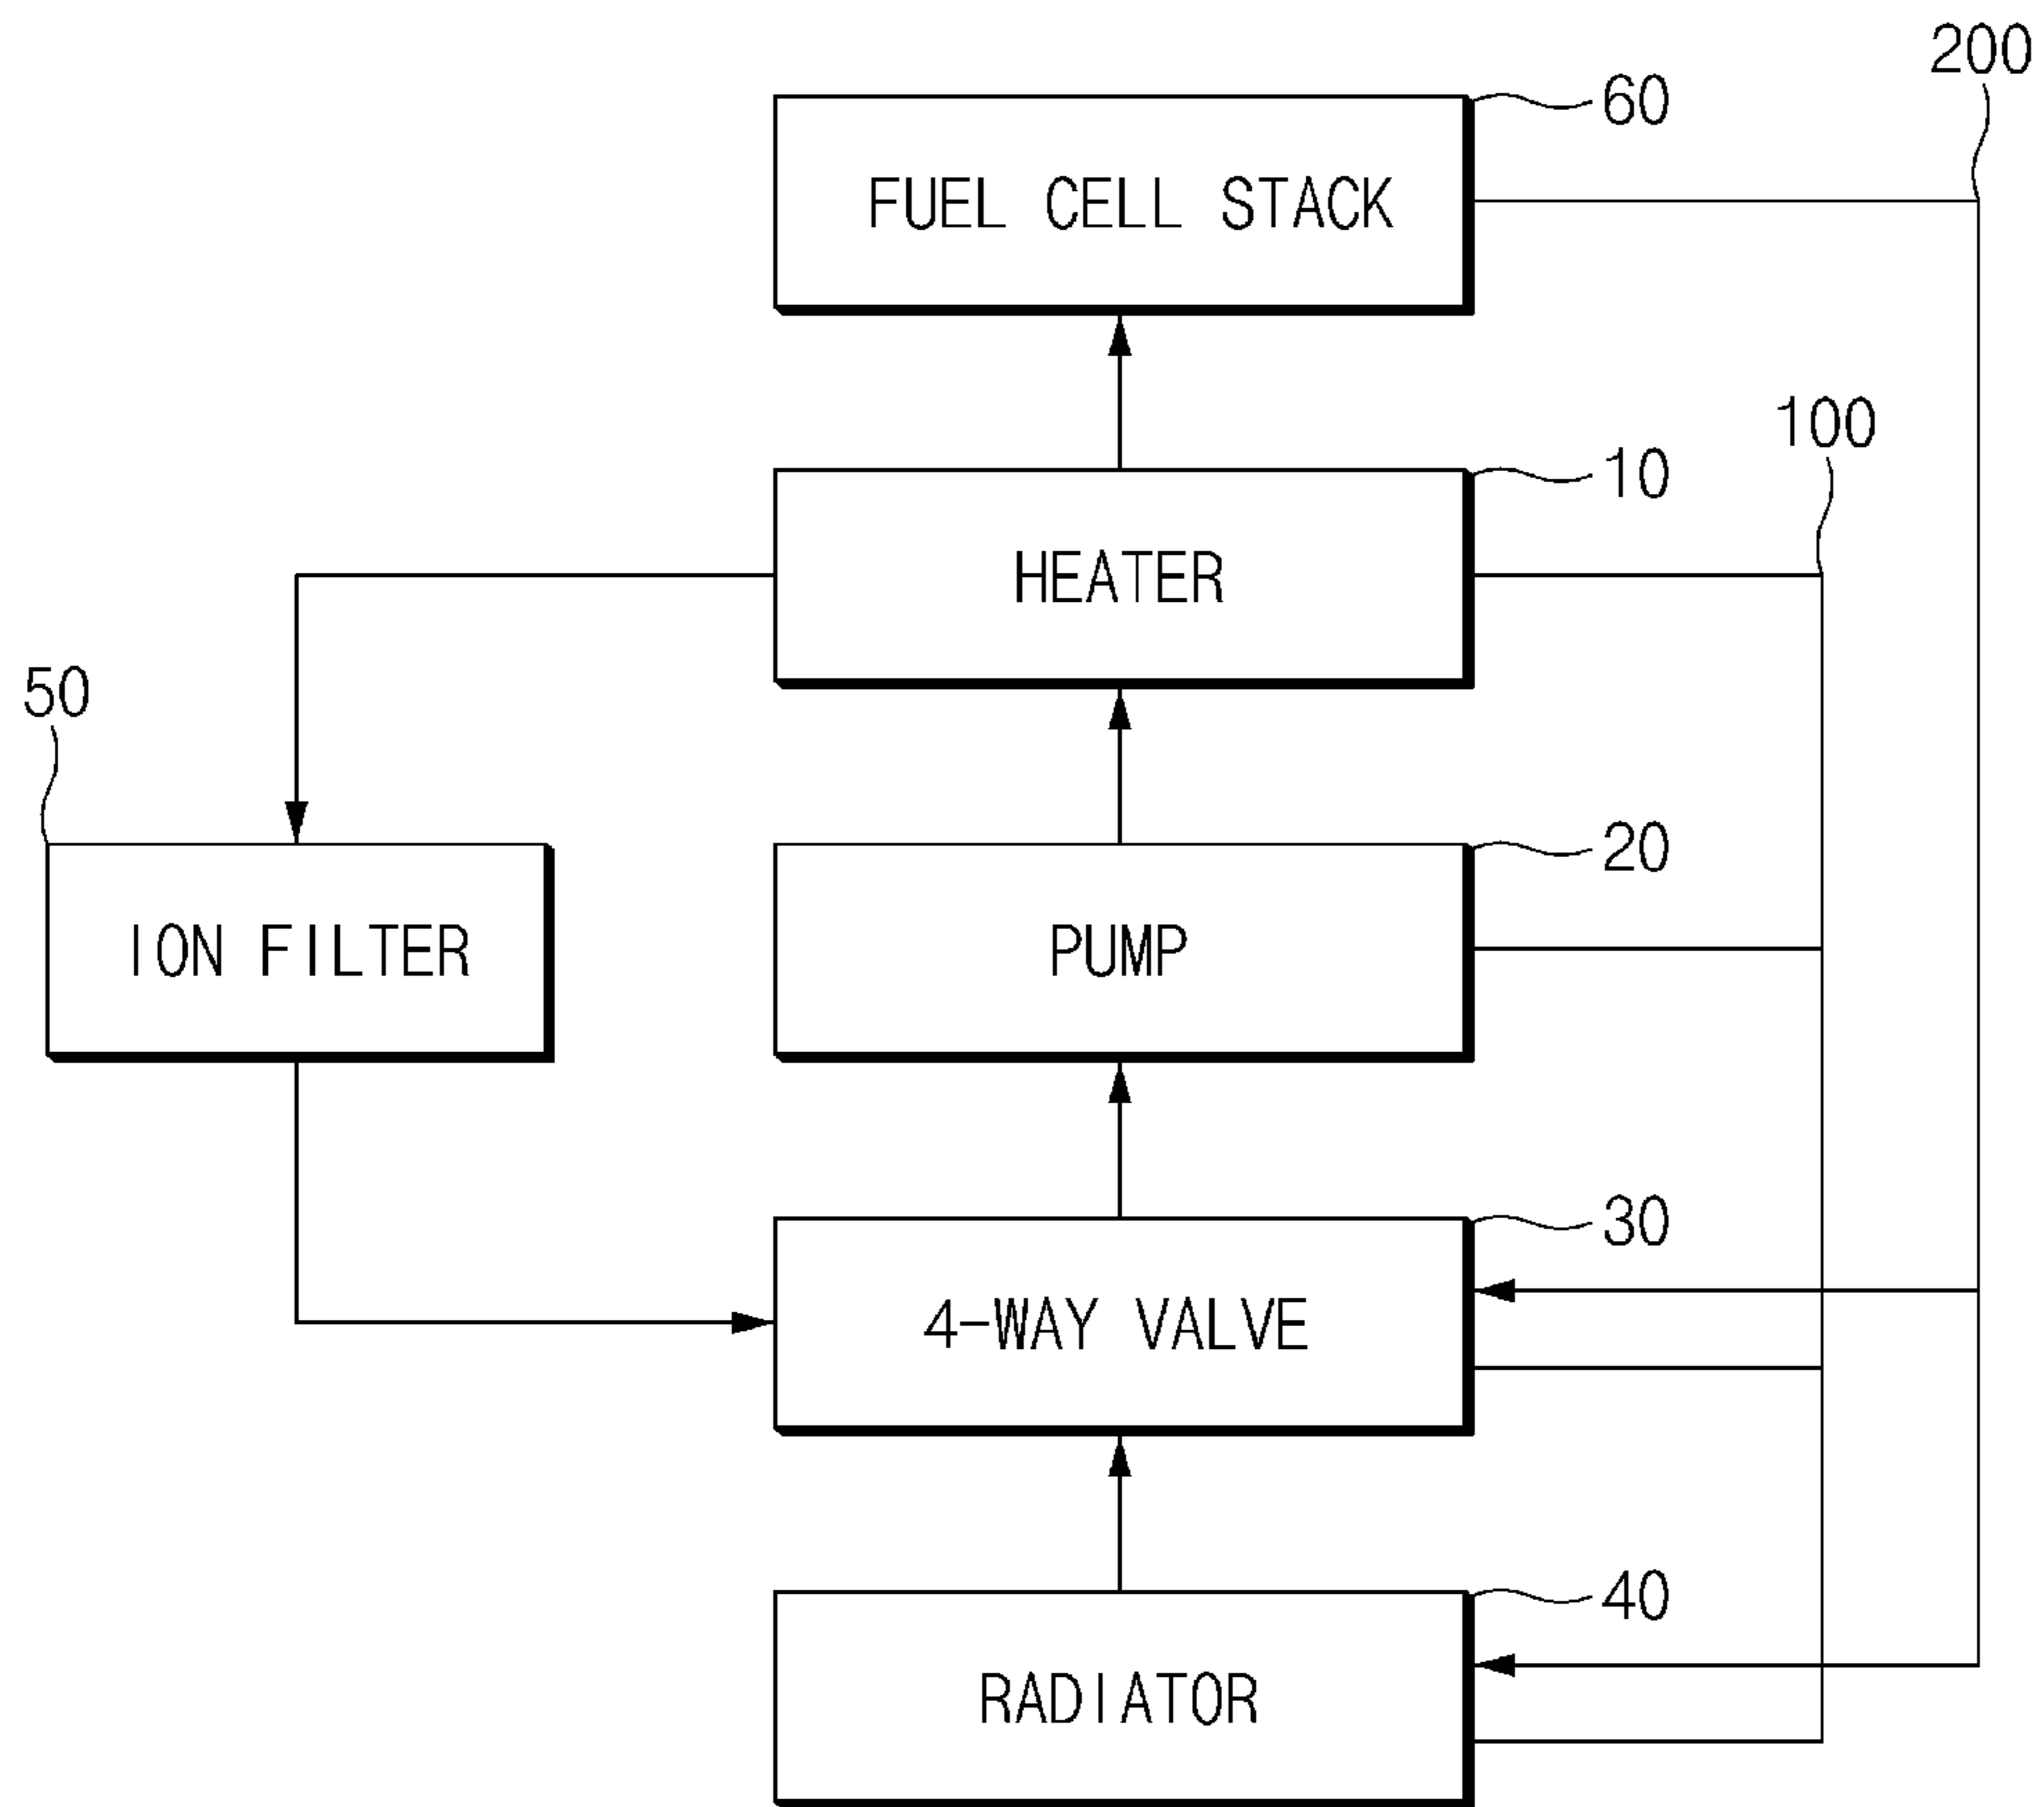 200
60
FUEL CELL STACK
100
10
HEATER
50
20
ION FILTER
PUMP
30
4-WAY VALVE
40
RADIATOR